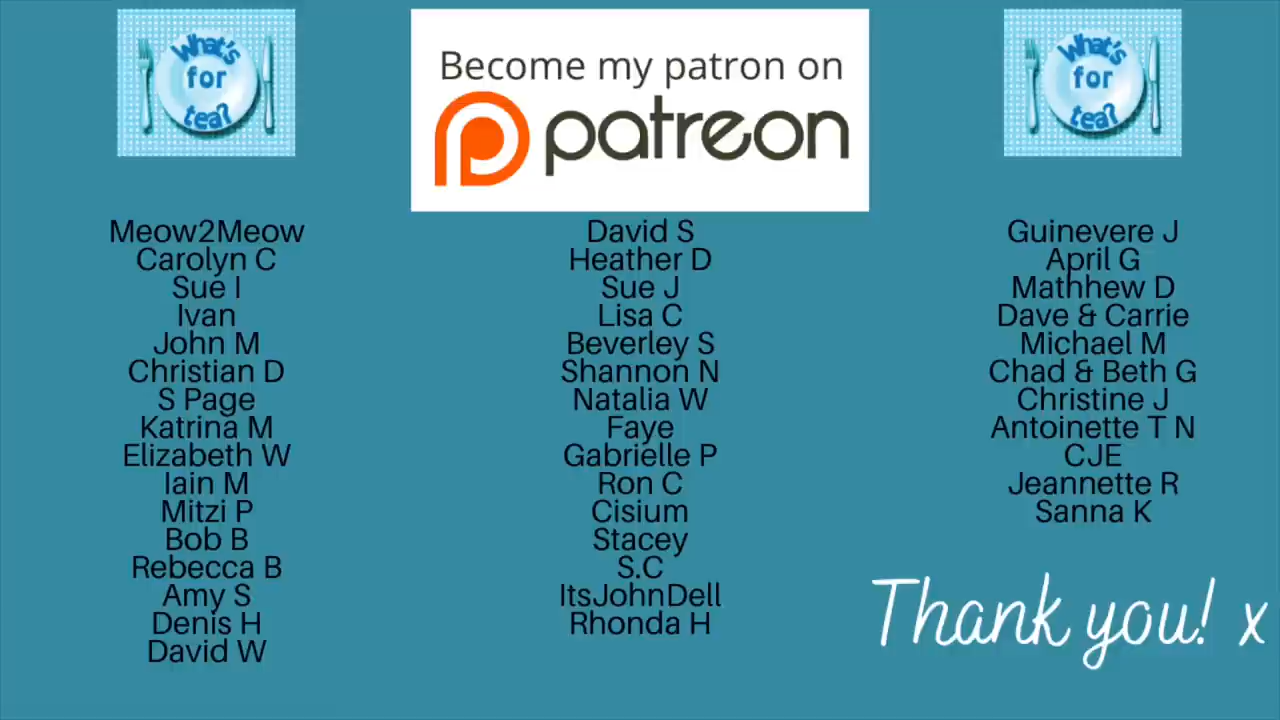 What's
for
tea?
Become my patron on
patreon
What's
for
tea?
Meow2Meow
Carolyn C
Sue I
Ivan
John M
Christian D
S Page
Katrina M
Elizabeth W
Iain M
Mitzi P
Bob B
Rebecca B
Amy S
Denis H
David W
David S
Heather D
Sue J
Lisa C
Beverley S
Shannon N
Natalia W
Faye
Gabrielle P
Ron C
Cisium
Stacey
S.C
ItsJohnDell
Rhonda H
Guinevere J
April G
Mathhew D
Dave & Carrie
Michael M
Chad & Beth G
Christine J
Antoinette T N
CJE
Jeannette R
Sanna K
Thank you! x